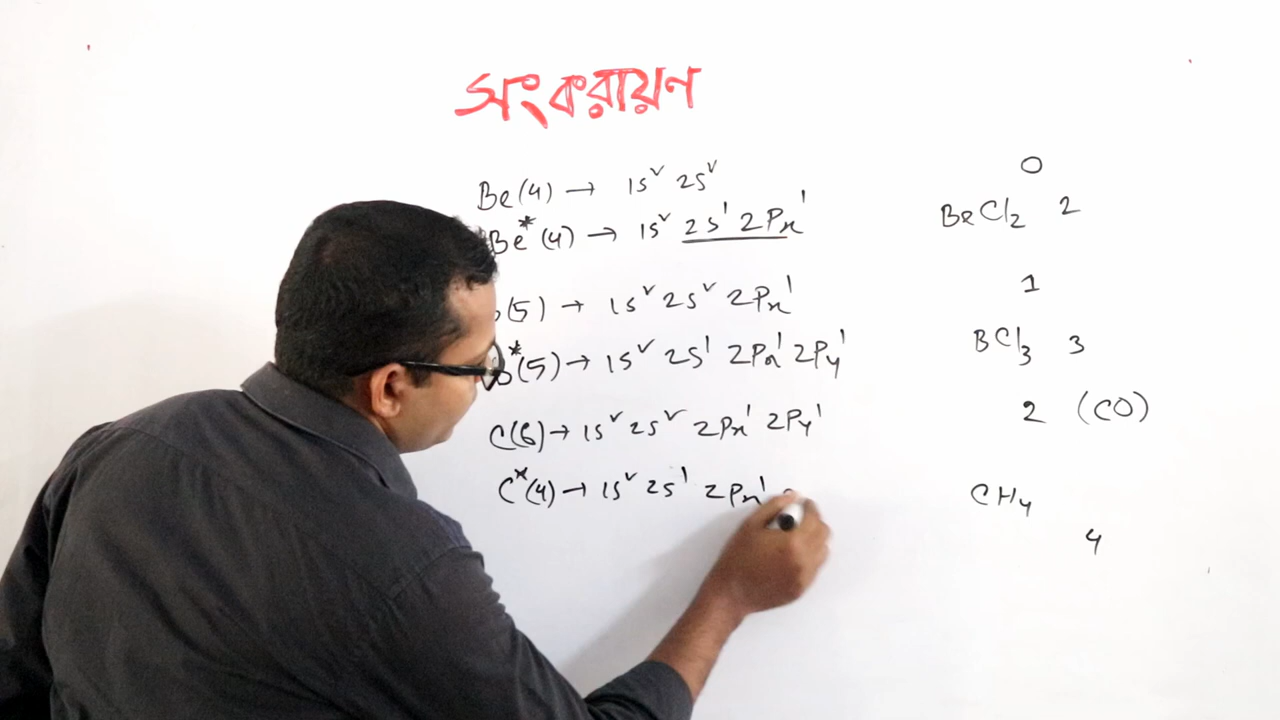 সংকরায়ন
Be(4) → 1s² 2s² 0
Be*(4) → 1s² 2s¹ 2Px¹ BeCl₂ 2
(5) → 1s² 2s² 2Px¹ 1
*(5) → 1s² 2s¹ 2Px¹ 2Py¹ BCl₃ 3
C(6) → 1s² 2s² 2Px¹ 2Py¹ 2 (CO)
C*(4) → 1s² 2s¹ 2Px¹ CH₄
4